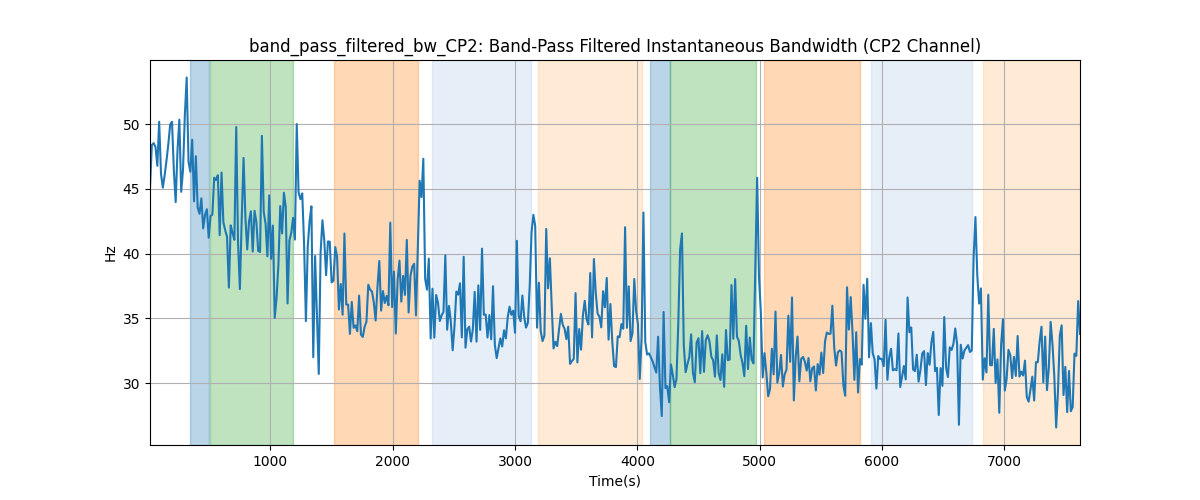 band_pass_filtered_bw_CP2: Band-Pass Filtered Instantaneous Bandwidth (CP2 Channel)
50
45
40
35
30
Hz
1000 2000 3000 4000 5000 6000 7000
Time(s)